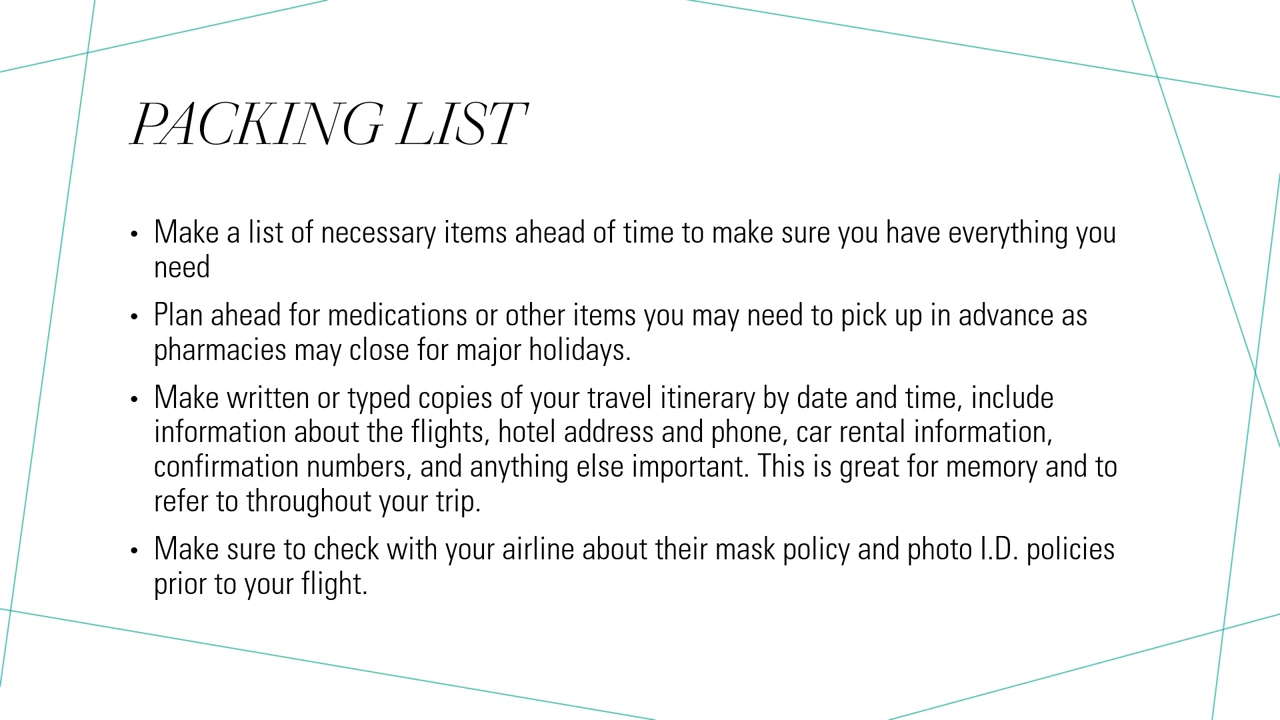 PACKING LIST
• Make a list of necessary items ahead of time to make sure you have everything you
need
• Plan ahead for medications or other items you may need to pick up in advance as
pharmacies may close for major holidays.
• Make written or typed copies of your travel itinerary by date and time, include
information about the flights, hotel address and phone, car rental information,
confirmation numbers, and anything else important. This is great for memory and to
refer to throughout your trip.
• Make sure to check with your airline about their mask policy and photo I.D. policies
prior to your flight.